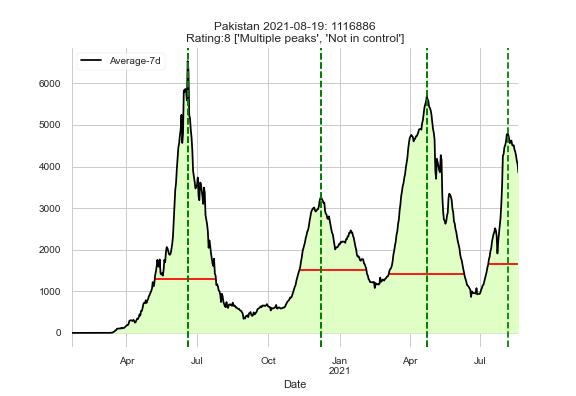 Pakistan 2021-08-19: 1116886
Rating:8 ['Multiple peaks', 'Not in control']
Average-7d
6000
5000
4000
3000
2000
1000
0
Apr
Jul
Oct
Jan
2021
Apr
Jul
Date